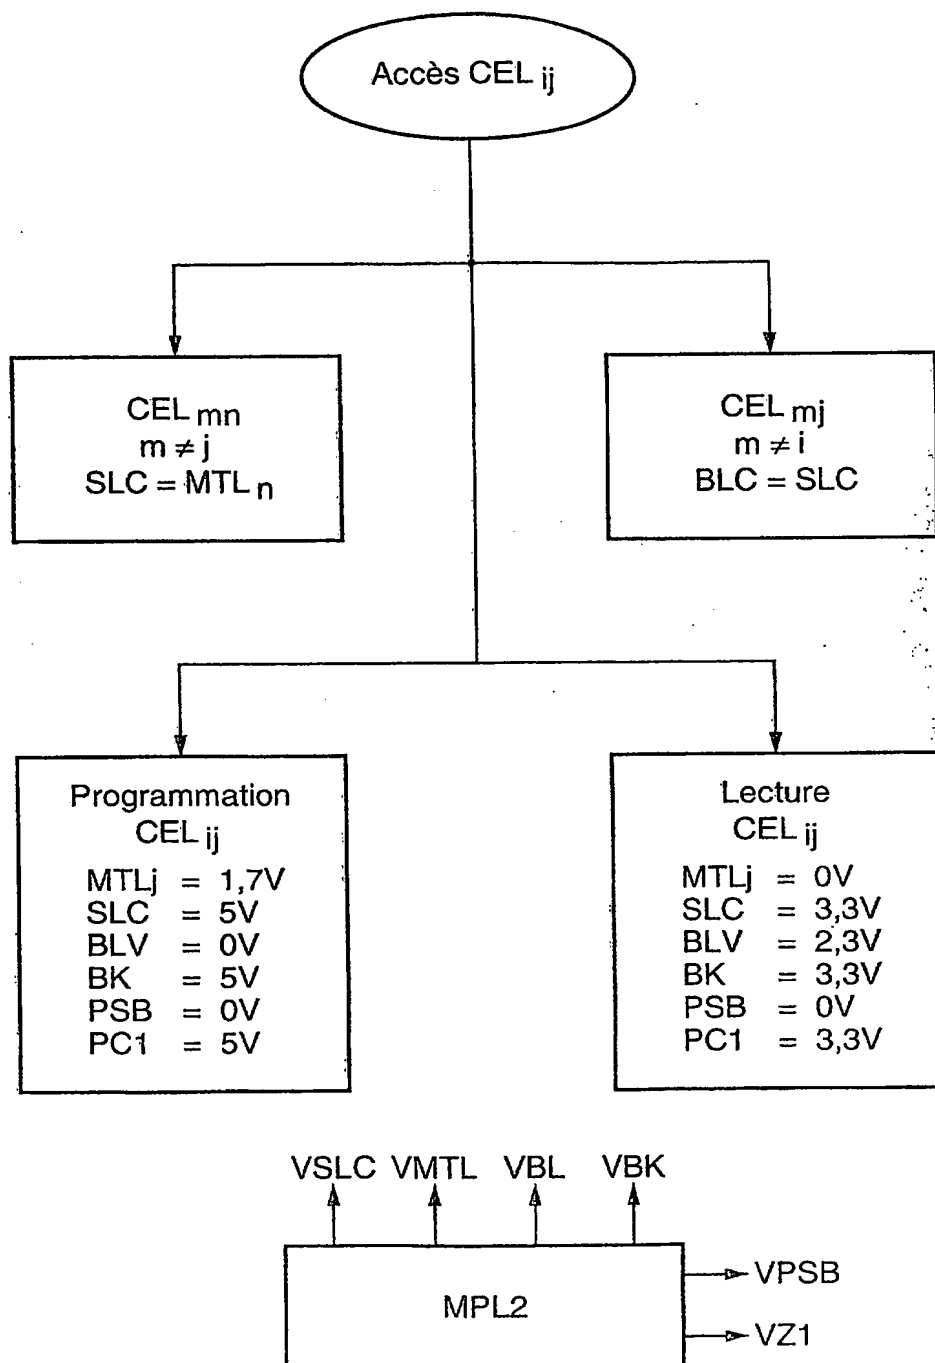 Accès CEL ij
CEL mn
m ≠ j
SLC = MTL n
CEL mj
m ≠ i
BLC = SLC
Programmation
CEL ij
MTLj = 1,7V
SLC = 5V
BLV = 0V
BK = 5V
PSB = 0V
PC1 = 5V
Lecture
CEL ij
MTLj = 0V
SLC = 3,3V
BLV = 2,3V
BK = 3,3V
PSB = 0V
PC1 = 3,3V
VSLC VMTL VBL VBK
MPL2
VPSB
VZ1